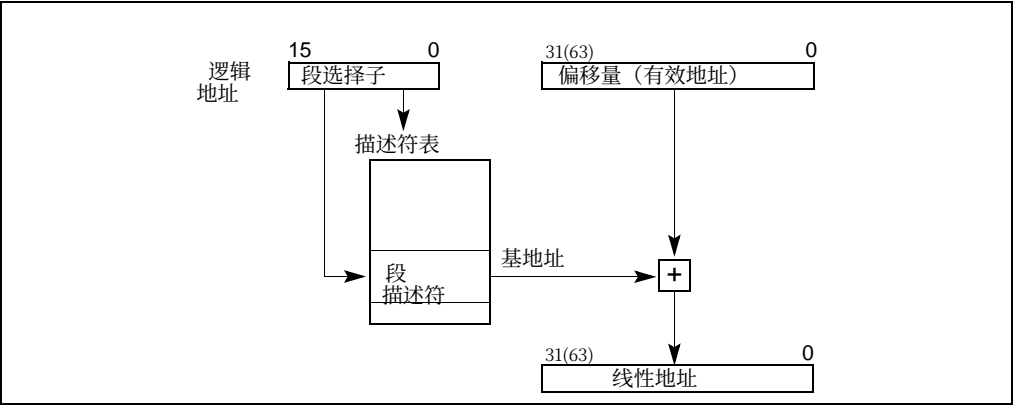 15 0
31(63) 0
逻辑
地址
段选择子
偏移量（有效地址）
描述符表
基地址
+
段
描述符
31(63) 0
线性地址